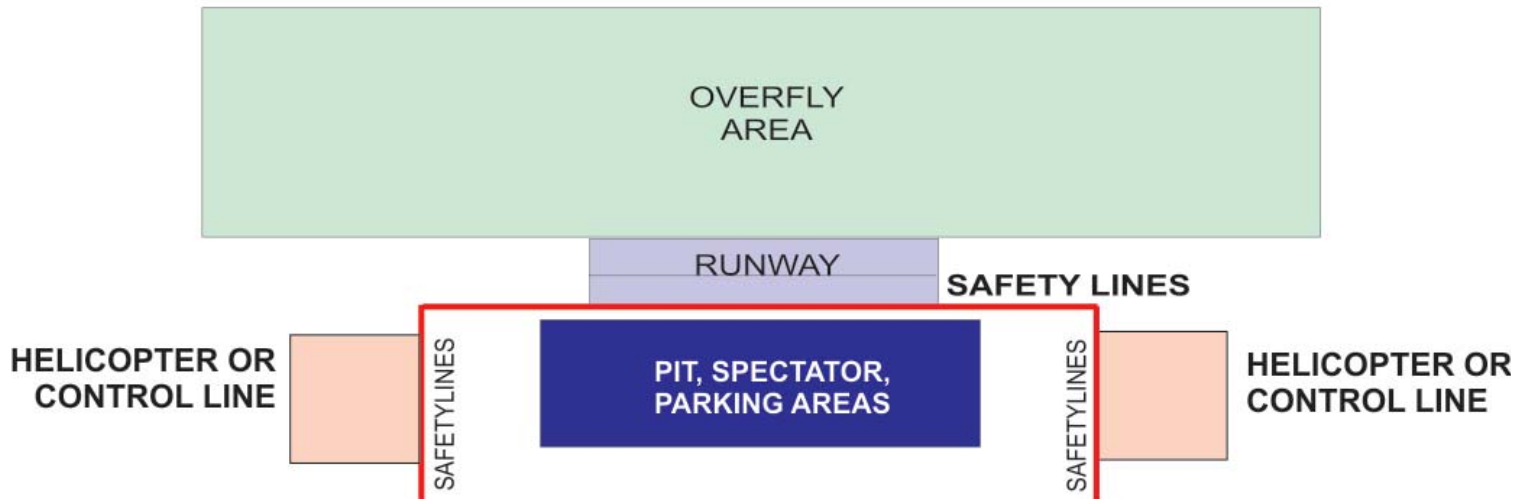 OVERFLY
AREA
RUNWAY
SAFETY LINES
HELICOPTER OR
CONTROL LINE
SAFETYLINES
PIT, SPECTATOR,
PARKING AREAS
SAFETYLINES
HELICOPTER OR
CONTROL LINE